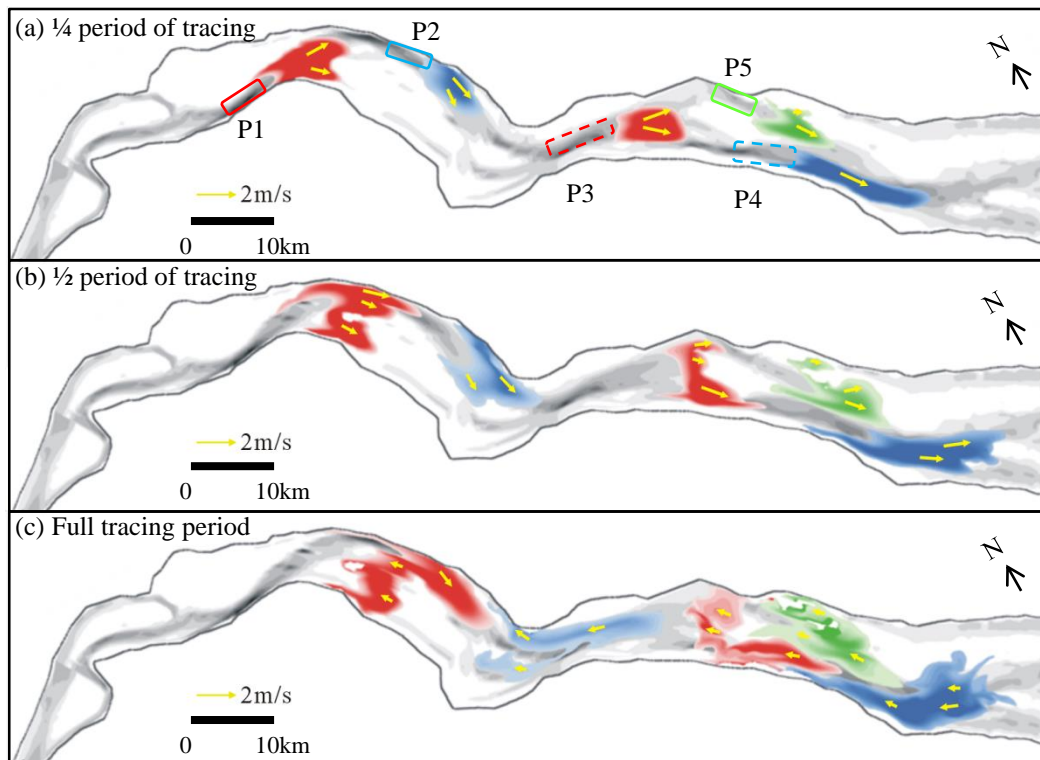 (a) ¼ period of tracing
P2
N
P5
P1
P3
P4
2m/s
0 10km
(b) ½ period of tracing
N
2m/s
0 10km
(c) Full tracing period
N
2m/s
0 10km